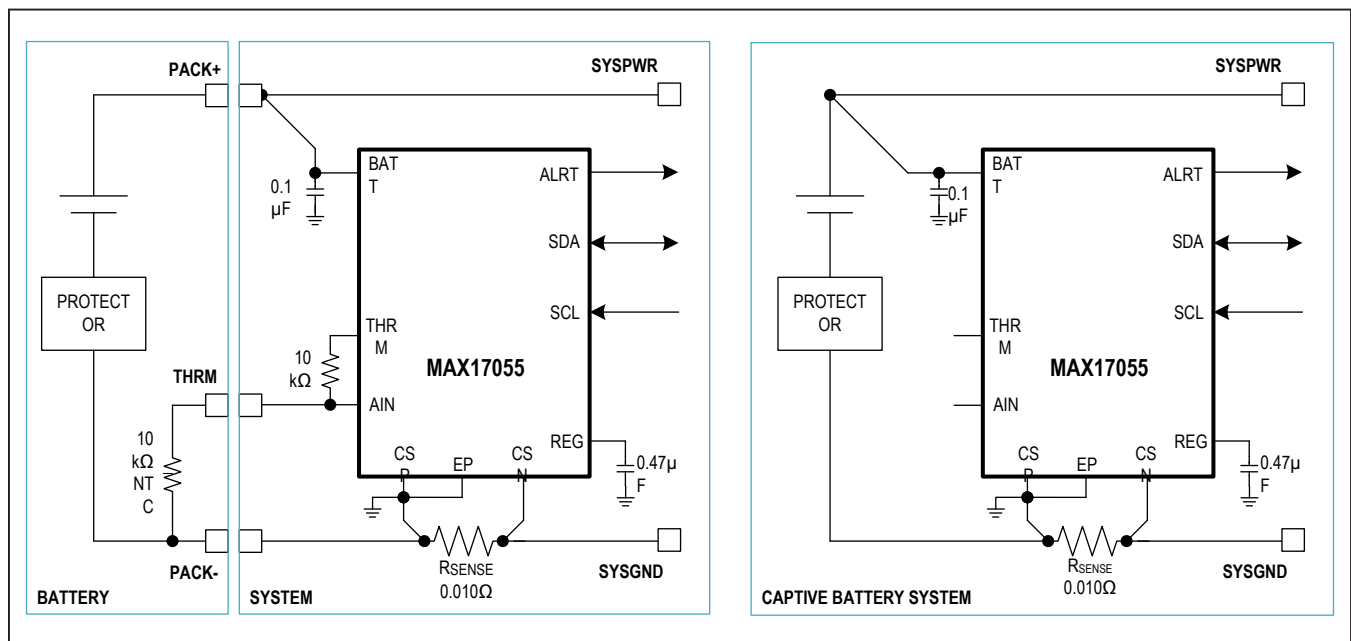 PACK+
SYSPWR
BAT
T
ALRT
0.1
µF
SDA
PROTECT
OR
SCL
THR
M
10
kΩ
MAX17055
THRM
AIN
10
kΩ
NT
C
REG
CS
P
EP
CS
N
0.47µ
F
PACK-
RSENSE
0.010Ω
SYSGND
BATTERY
SYSTEM
SYSPWR
BAT
T
ALRT
0.1
µF
SDA
PROTECT
OR
SCL
THR
M
MAX17055
AIN
REG
CS
P
EP
CS
N
0.47µ
F
RSENSE
0.010Ω
SYSGND
CAPTIVE BATTERY SYSTEM